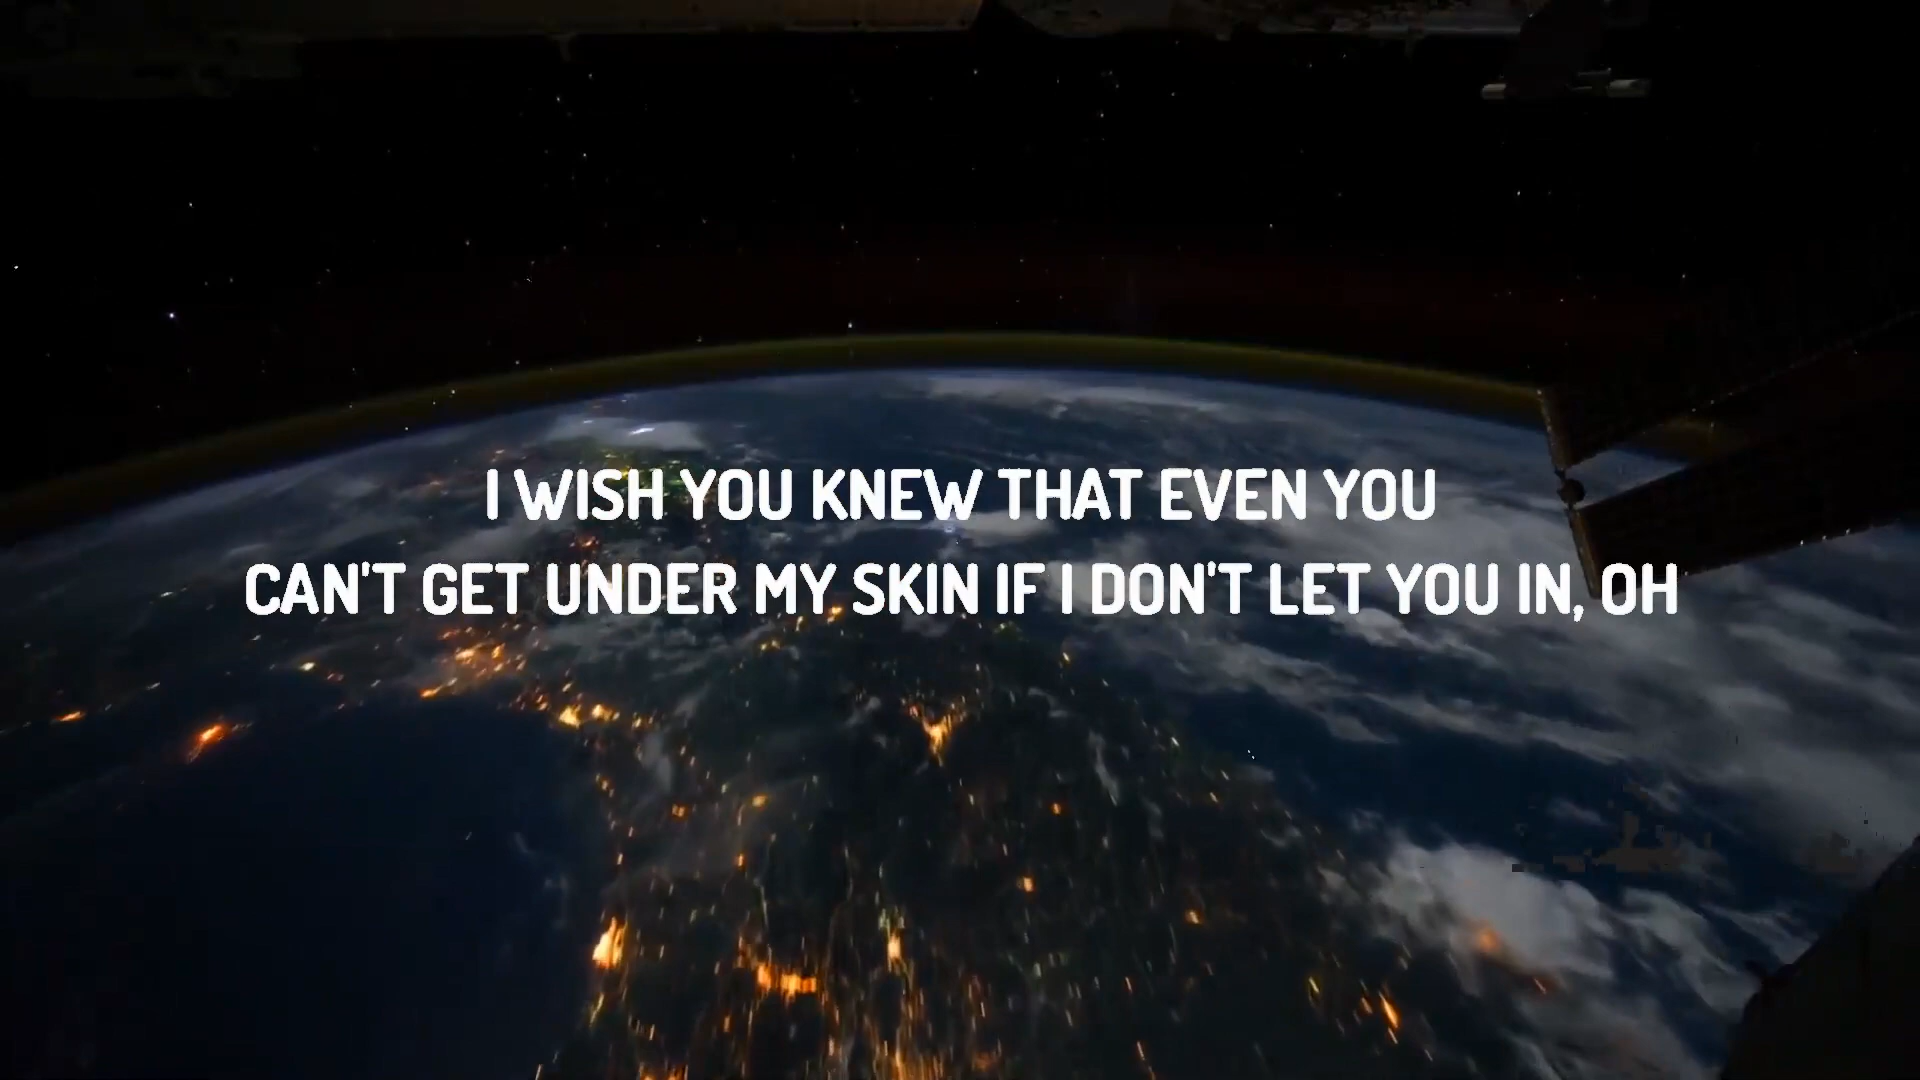 I WISH YOU KNEW THAT EVEN YOU
CAN'T GET UNDER MY SKIN IF I DON'T LET YOU IN, OH